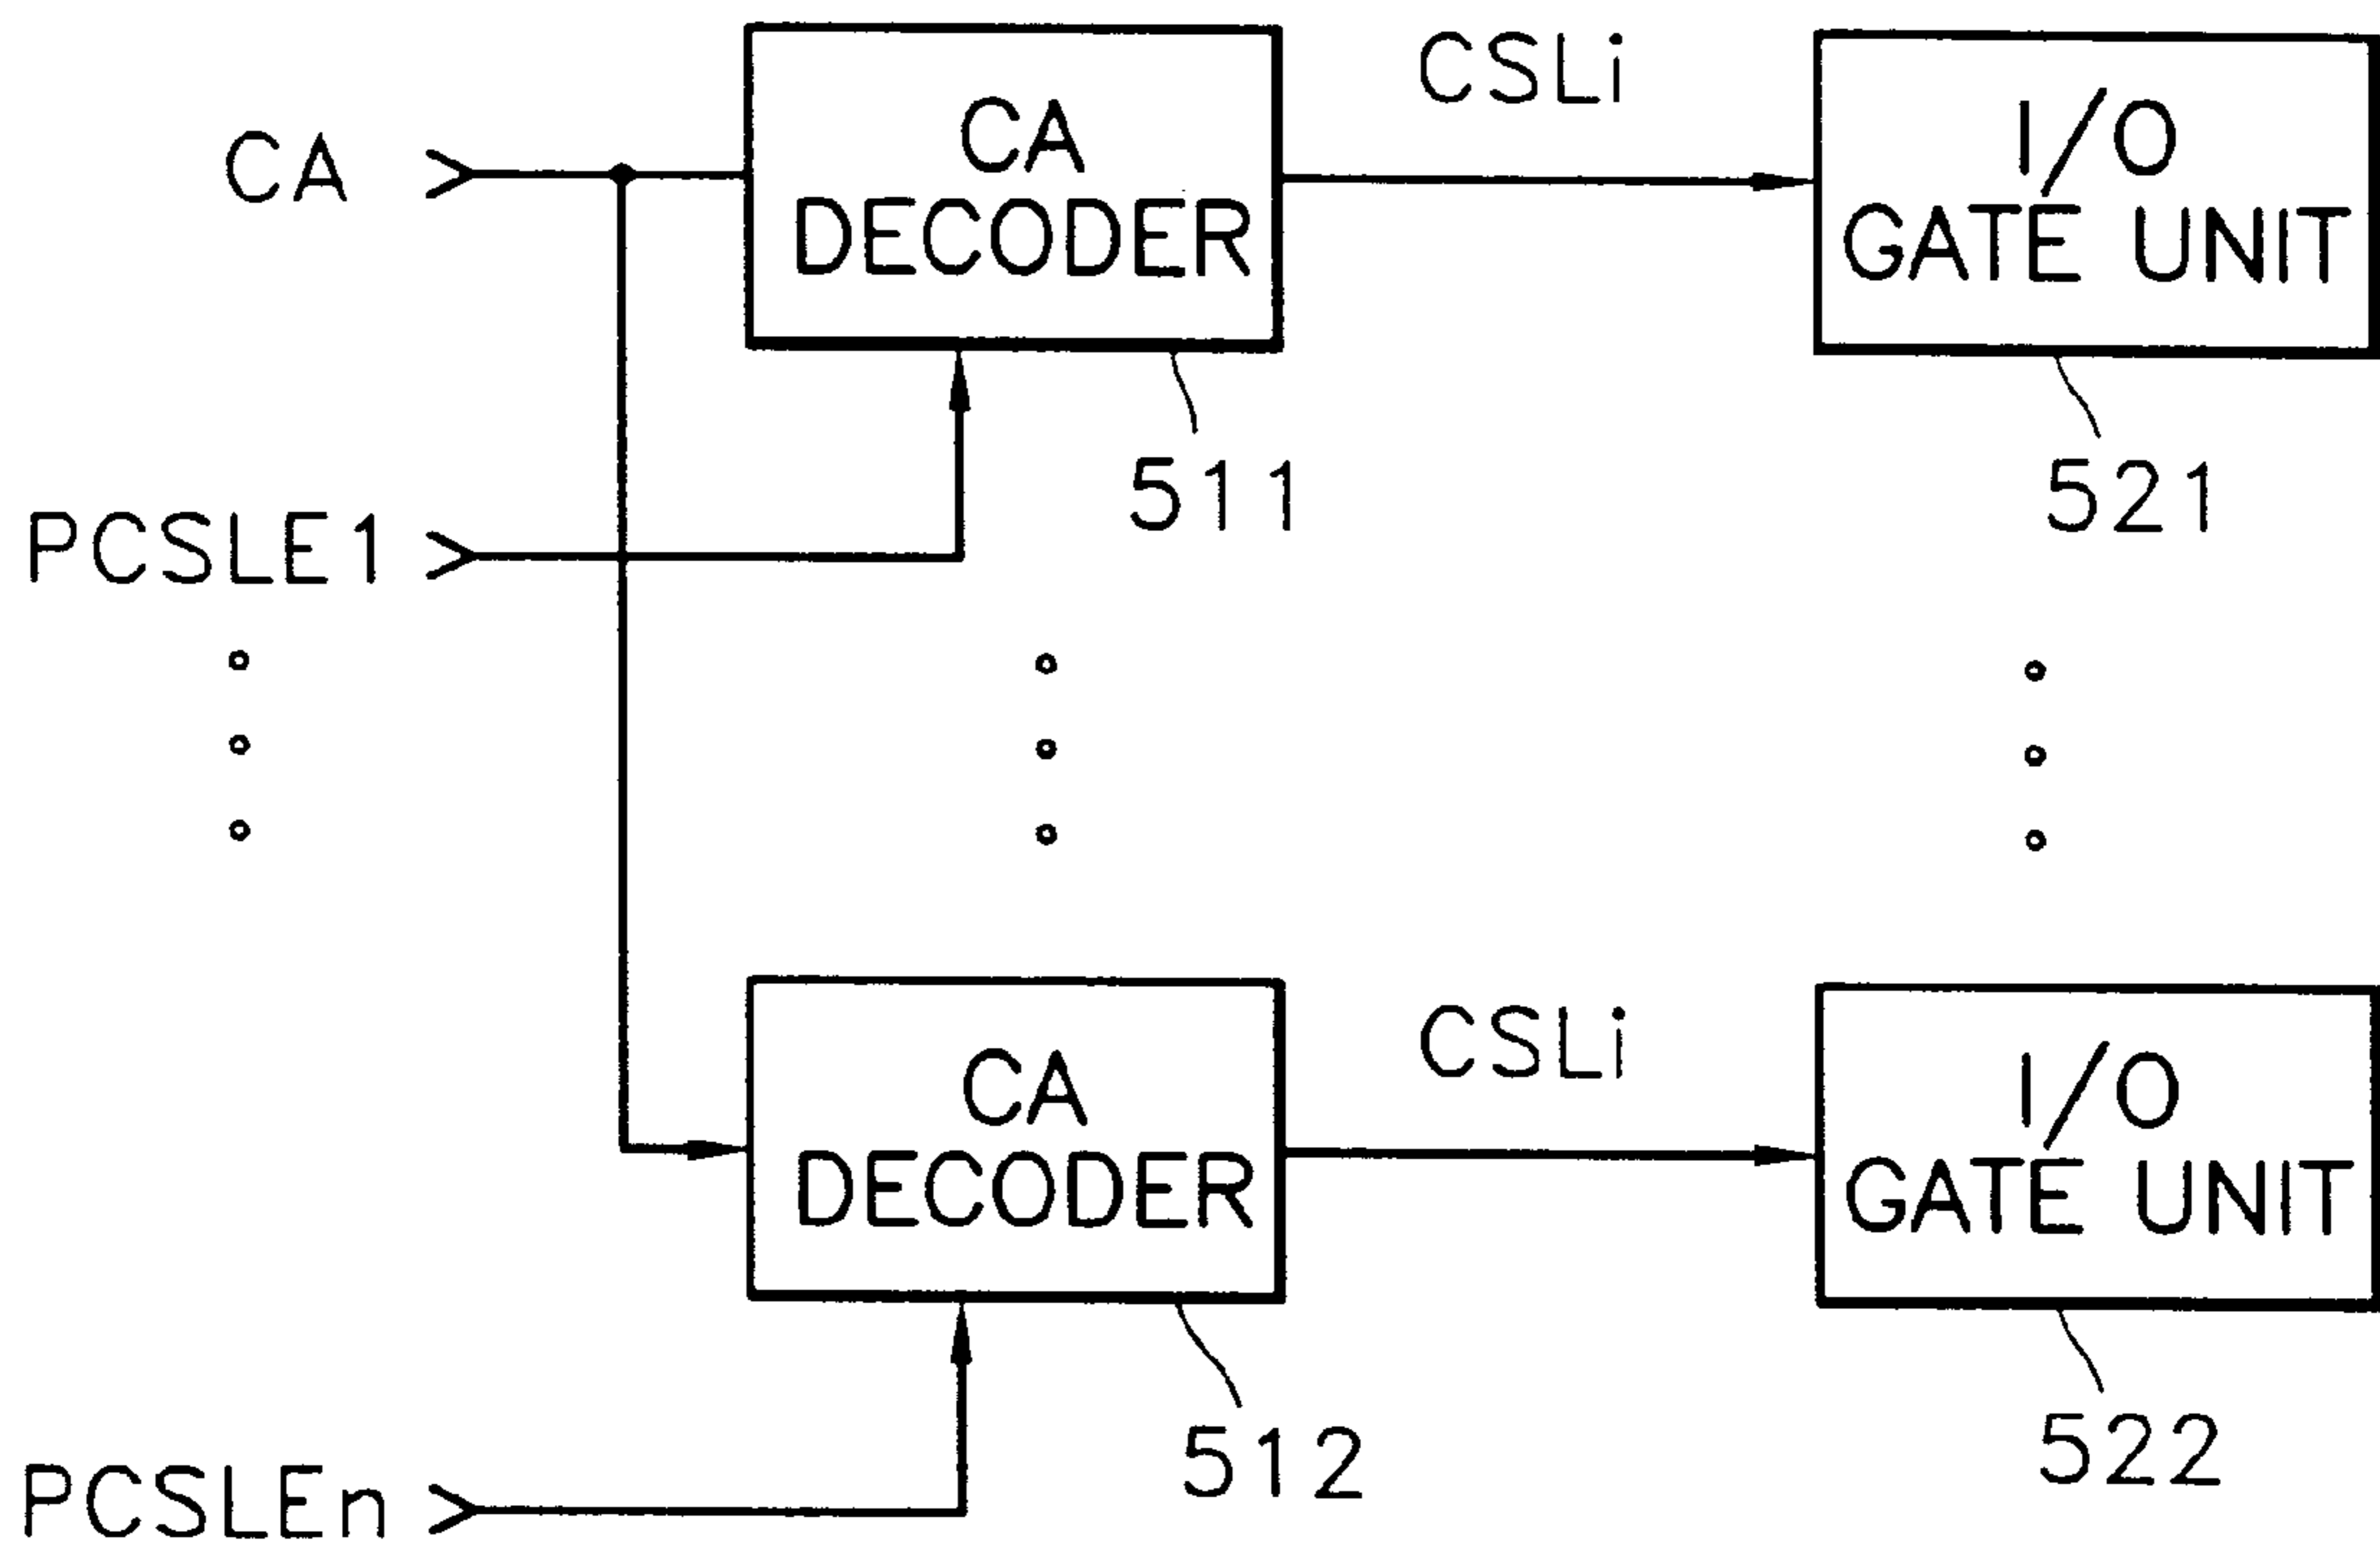 CA
CA
DECODER
CSLi
I/O
GATE UNIT
511
521
PCSLE1
CA
DECODER
CSLi
I/O
GATE UNIT
512
522
PCSLEn